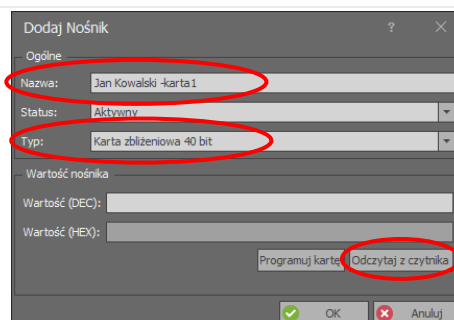 Dodaj Nośnik ?
Ogólne
Nazwa: Jan Kowalski -karta1
Status: Aktywny
Typ: Karta zbliżeniowa 40 bit
Wartość nośnika
Wartość (DEC):
Wartość (HEX):
Programuj kartę Odczytaj z czytnika
OK Anuluj